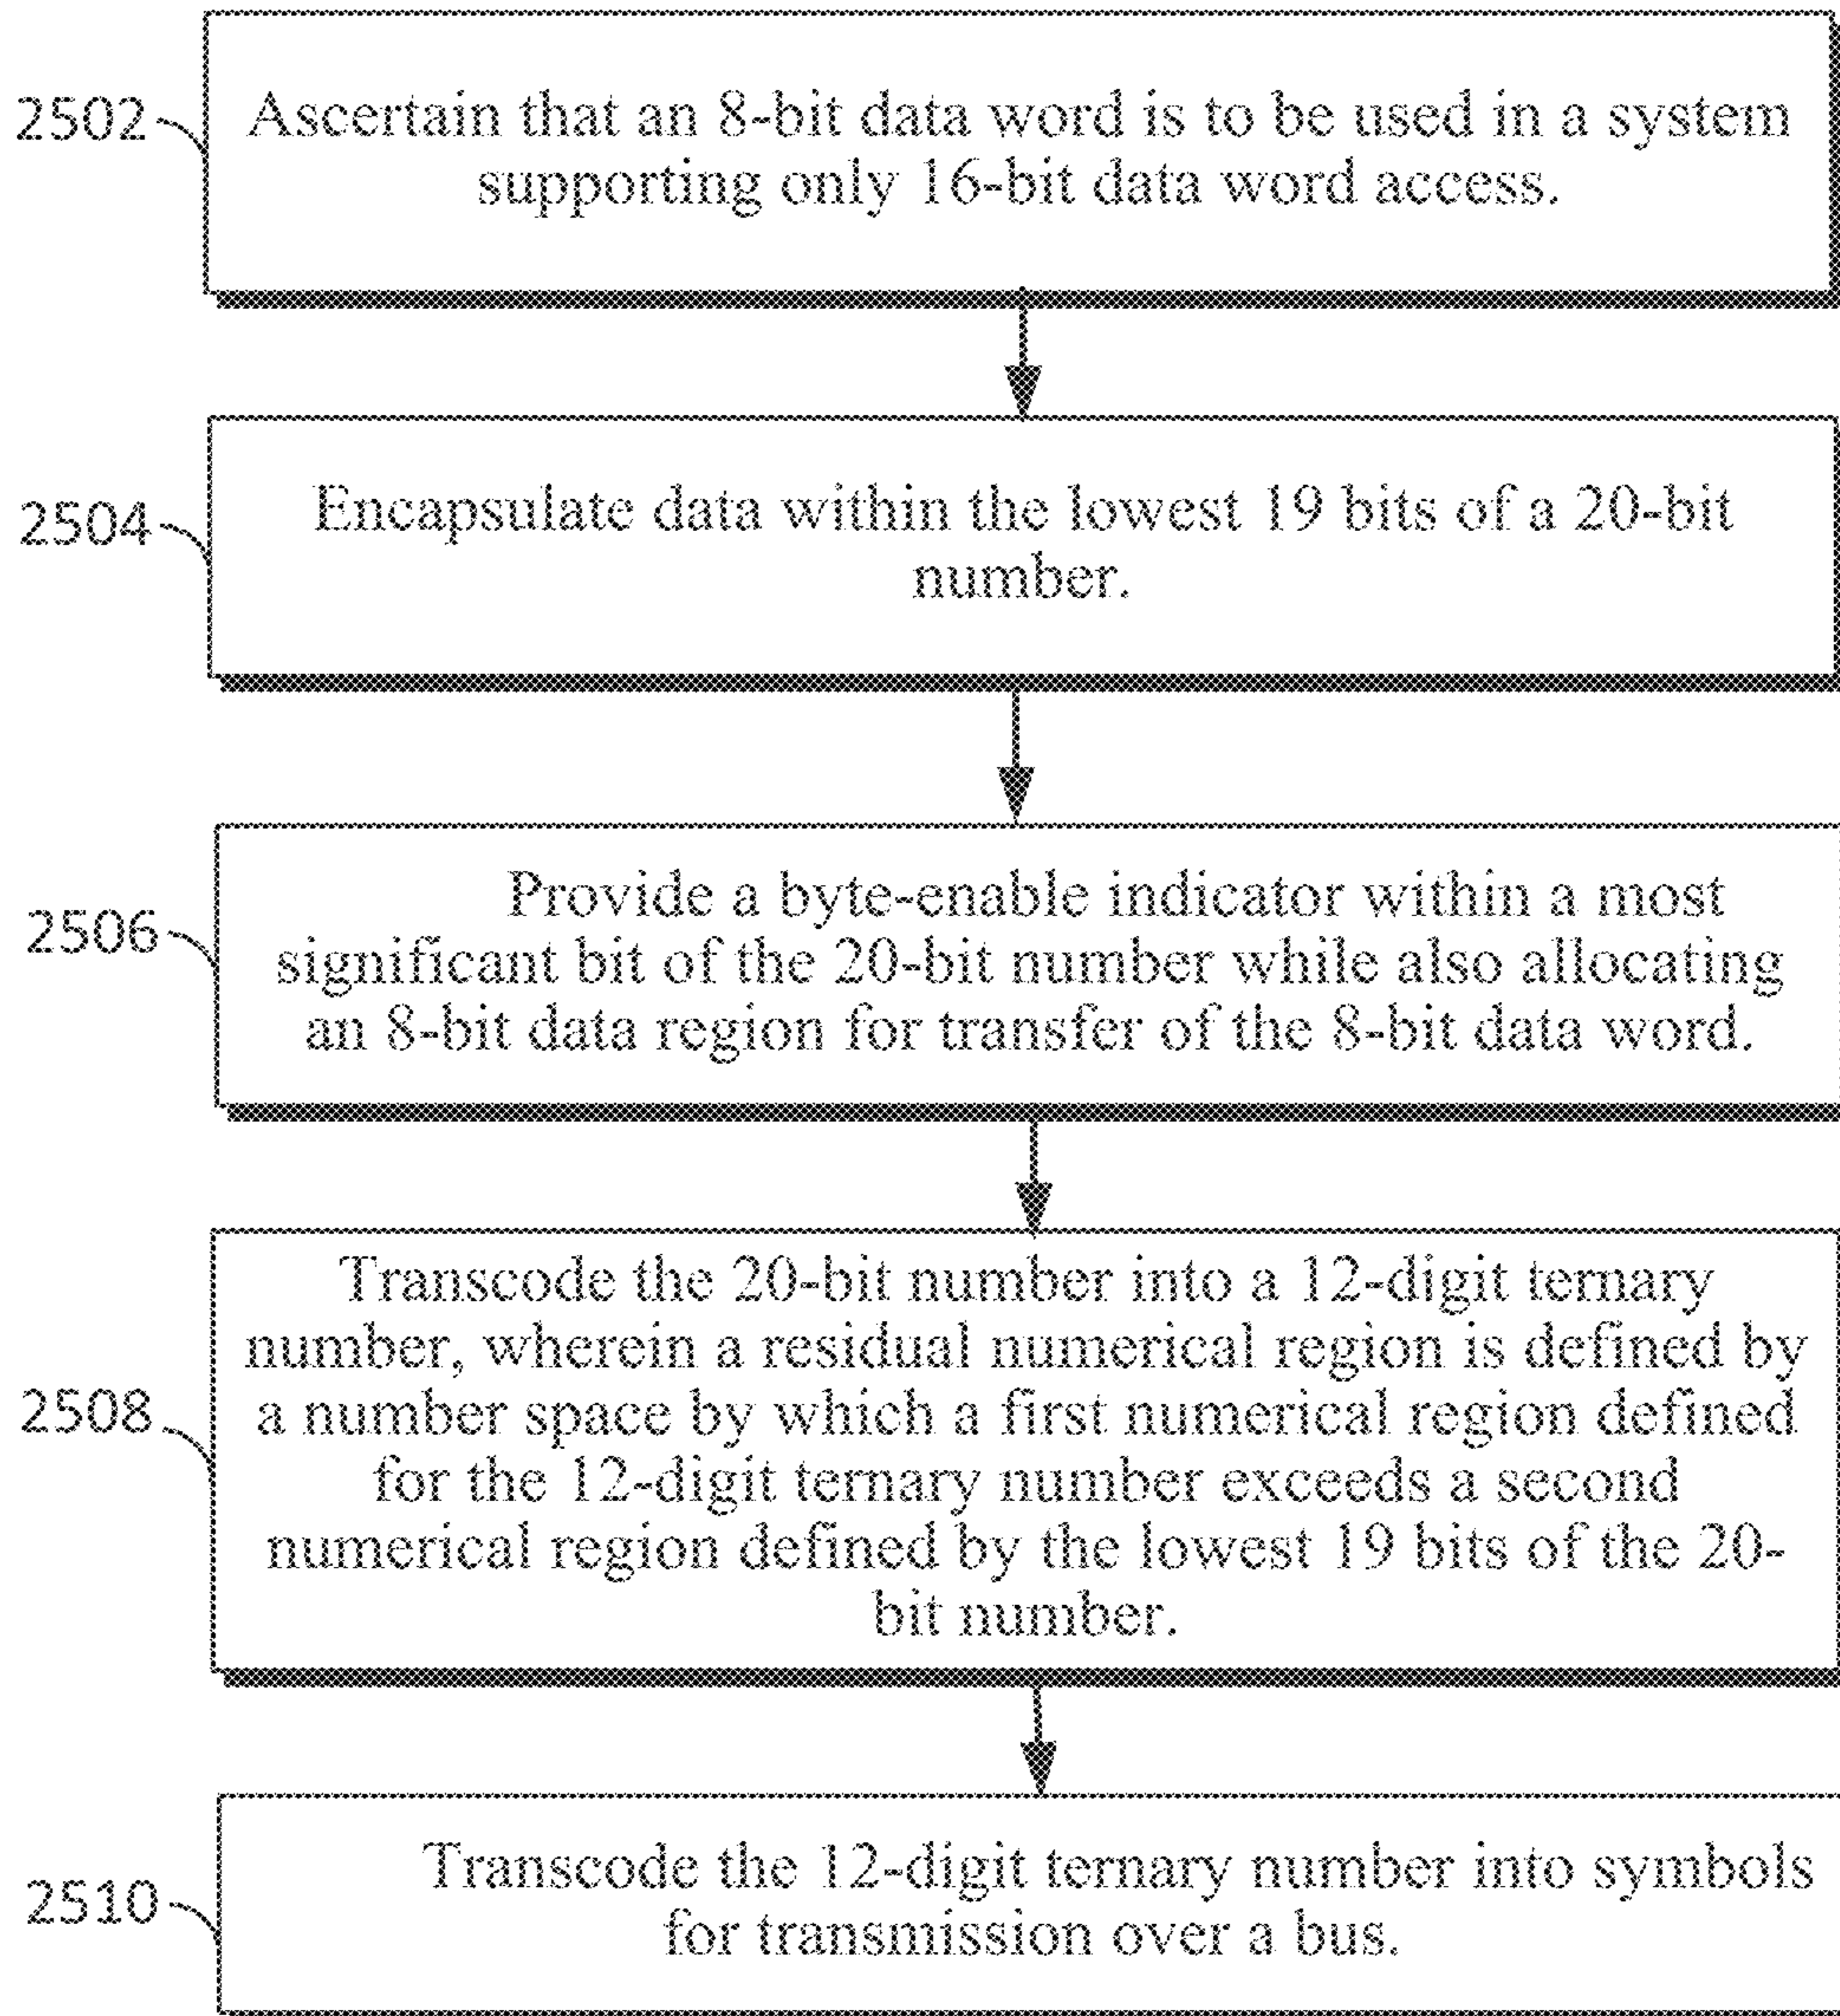 2502
Ascertain that an 8-bit data word is to be used in a system
supporting only 16-bit data word access.
2504
Encapsulate data within the lowest 19 bits of a 20-bit
number.
2506
Provide a byte-enable indicator within a most
significant bit of the 20-bit number while also allocating
an 8-bit data region for transfer of the 8-bit data word.
2508
Transcode the 20-bit number into a 12-digit ternary
number, wherein a residual numerical region is defined by
a number space by which a first numerical region defined
for the 12-digit ternary number exceeds a second
numerical region defined by the lowest 19 bits of the 20-
bit number.
2510
Transcode the 12-digit ternary number into symbols
for transmission over a bus.